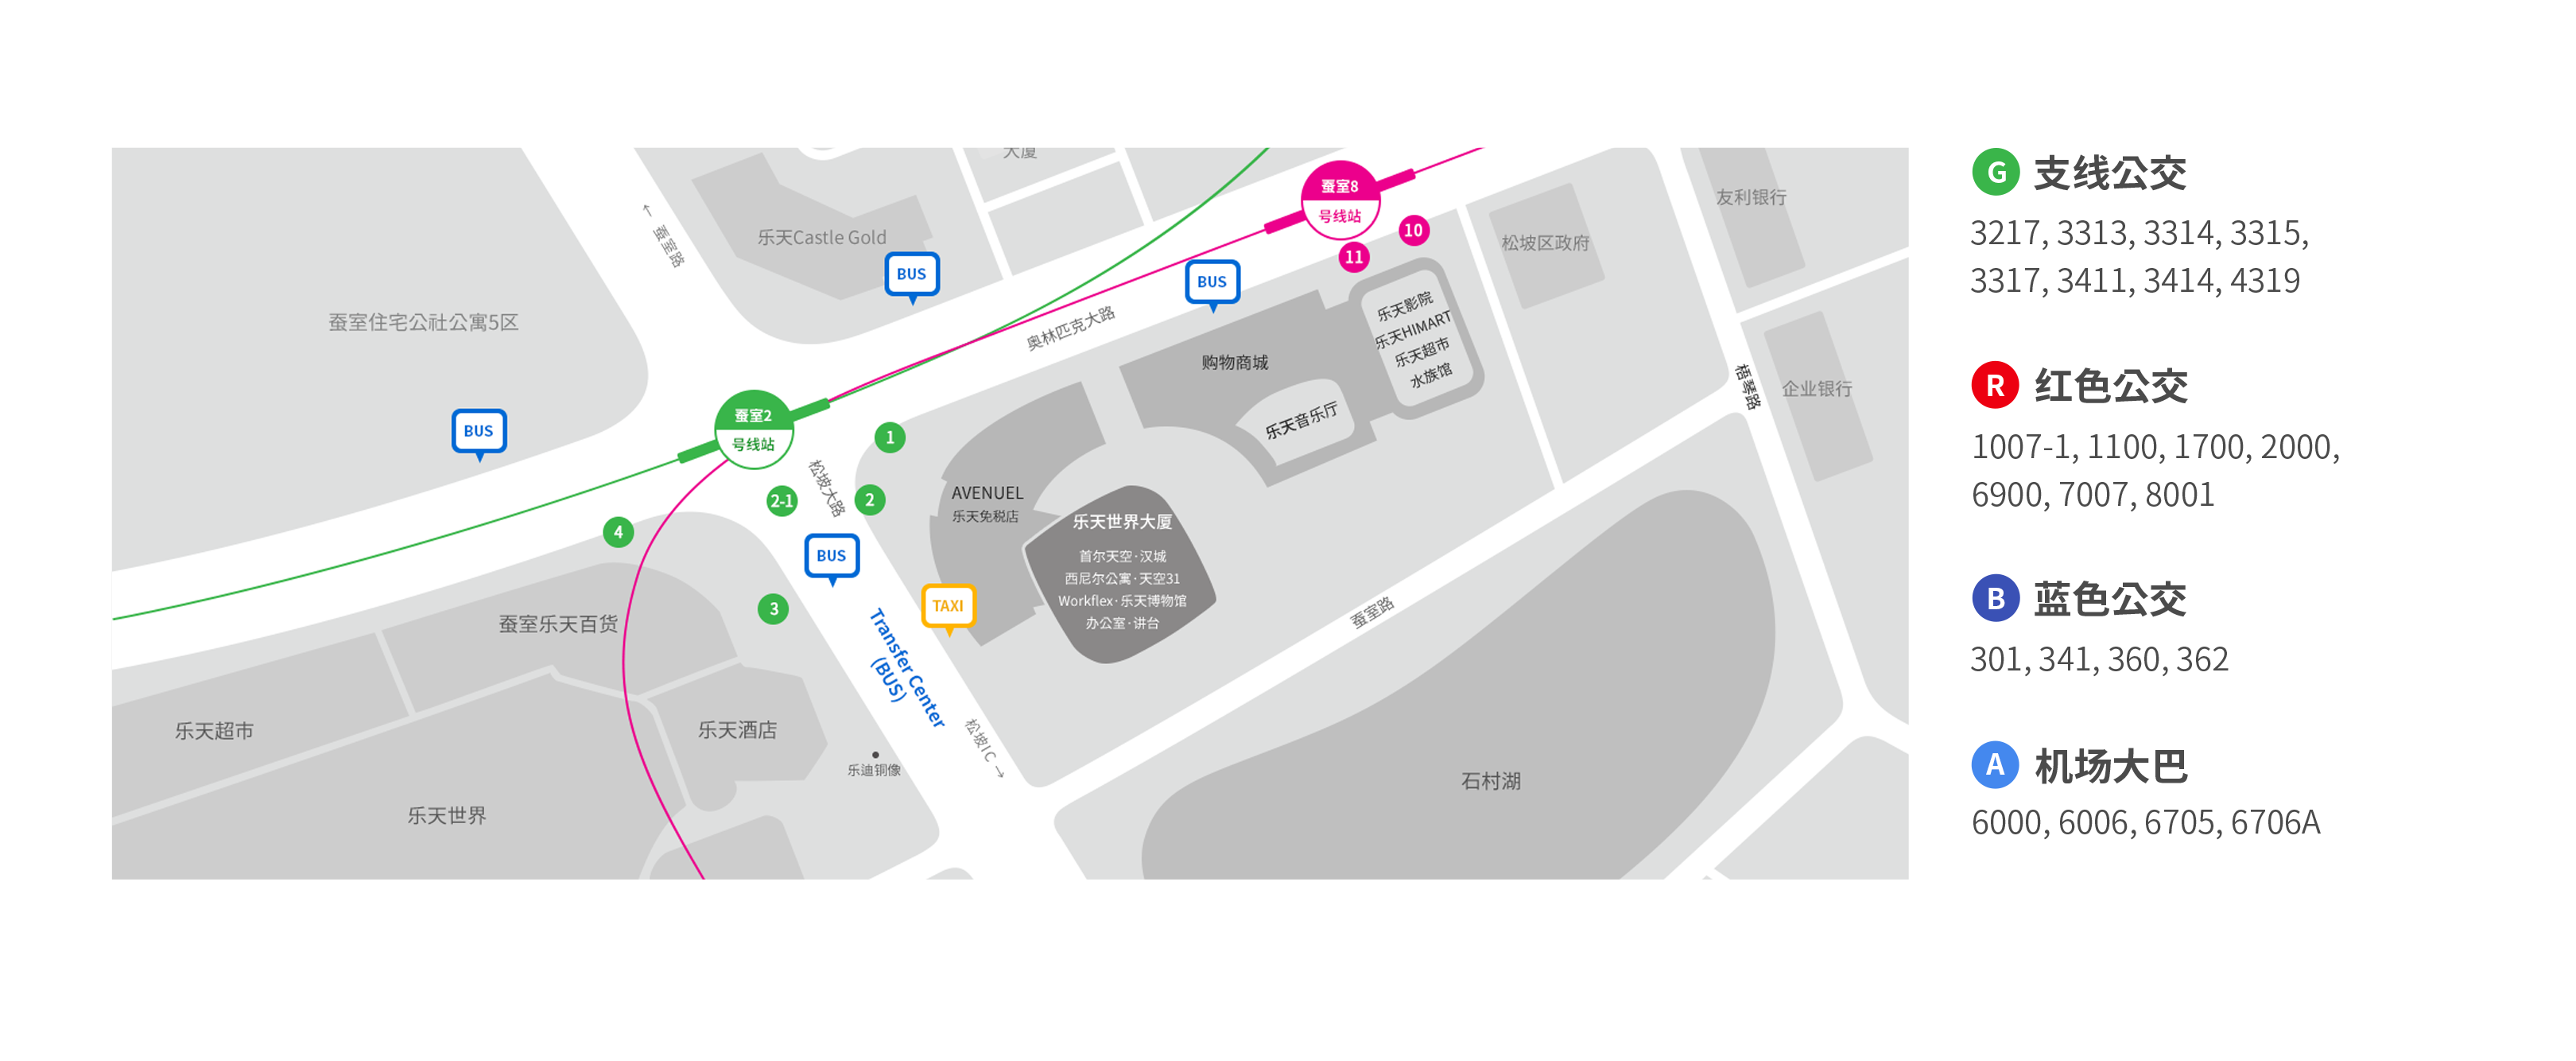 大厦
乐天Castle Gold
← 蚕室路
蚕室住宅公社公寓5区
BUS
BUS
BUS
蚕室8
号线站
10
11
松坡区政府
友利银行
企业银行
梧琴路
奥林匹克大路
购物商城
乐天影院
乐天HIMART
乐天超市
水族馆
乐天音乐厅
蚕室2
号线站
1
2-1
2
4
3
松坡大路
BUS
TAXI
AVENUEL
乐天免税店
乐天世界大厦
首尔天空·汉城
西尼尔公寓·天空31
Workflex·乐天博物馆
办公室·讲台
Transfer Center
(BUS)
松坡IC →
蚕室路
蚕室乐天百货
乐天超市
乐天酒店
乐天世界
乐迪铜像
石村湖
G 支线公交
3217, 3313, 3314, 3315,
3317, 3411, 3414, 4319
R 红色公交
1007-1, 1100, 1700, 2000,
6900, 7007, 8001
B 蓝色公交
301, 341, 360, 362
A 机场大巴
6000, 6006, 6705, 6706A